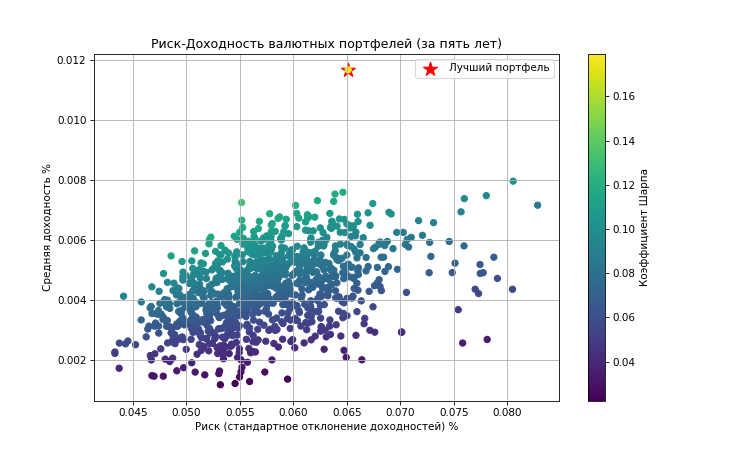 Риск-Доходность валютных портфелей (за пять лет)
Лучший портфель
0.012
0.010
0.008
0.006
0.004
0.002
Средняя доходность %
0.045 0.050 0.055 0.060 0.065 0.070 0.075 0.080
Риск (стандартное отклонение доходностей) %
0.16
0.14
0.12
0.10
0.08
0.06
0.04
Коэффициент Шарпа